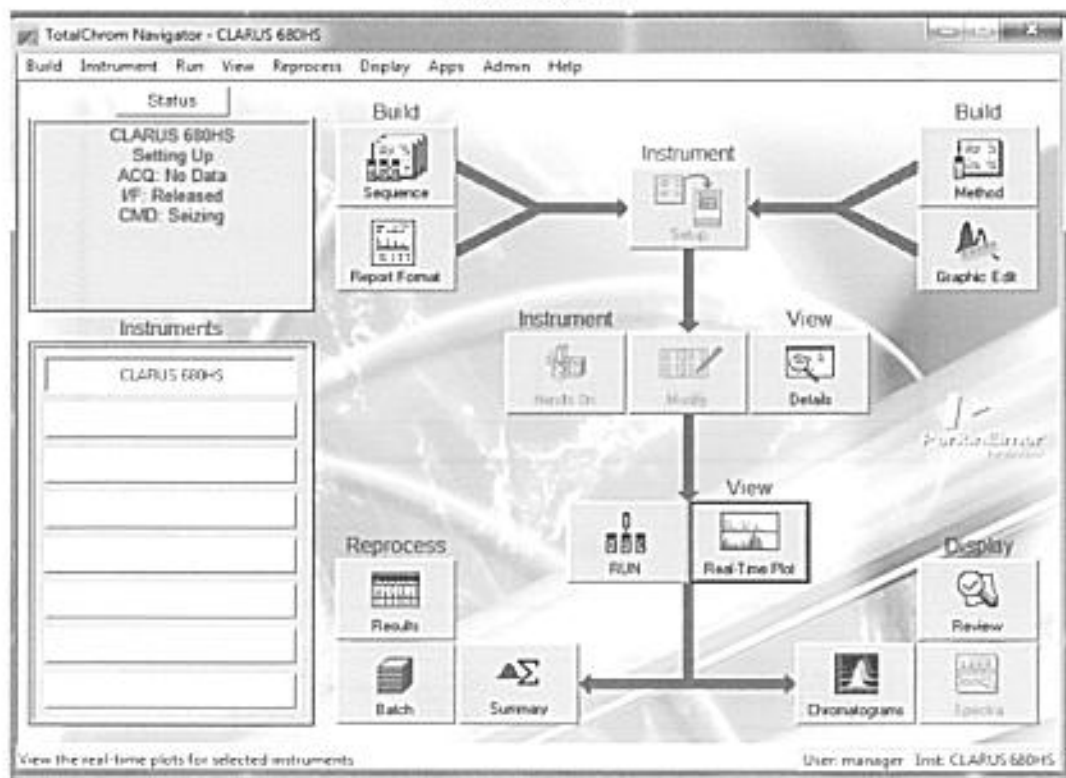 TotalChrom Navigator - CLARUS 680HS
Build Instrument Run View Reprocess Display Apps Admin Help
Status
CLARUS 680HS
Setting Up
ACQ: No Data
I/F: Released
CMD: Seizing
Build
Sequence
Report Format
Instrument
Setup
Build
Method
Graphic Edit
Instruments
CLARUS 680HS
Instrument
Hands On
Modify
View
Details
PerkinElmer
RUN
View
Real-Time Plot
Reprocess
Results
Batch
Summary
Display
Review
Chromatograms
Spectra
View the real-time plots for selected instruments
User: manager Inst: CLARUS 680HS